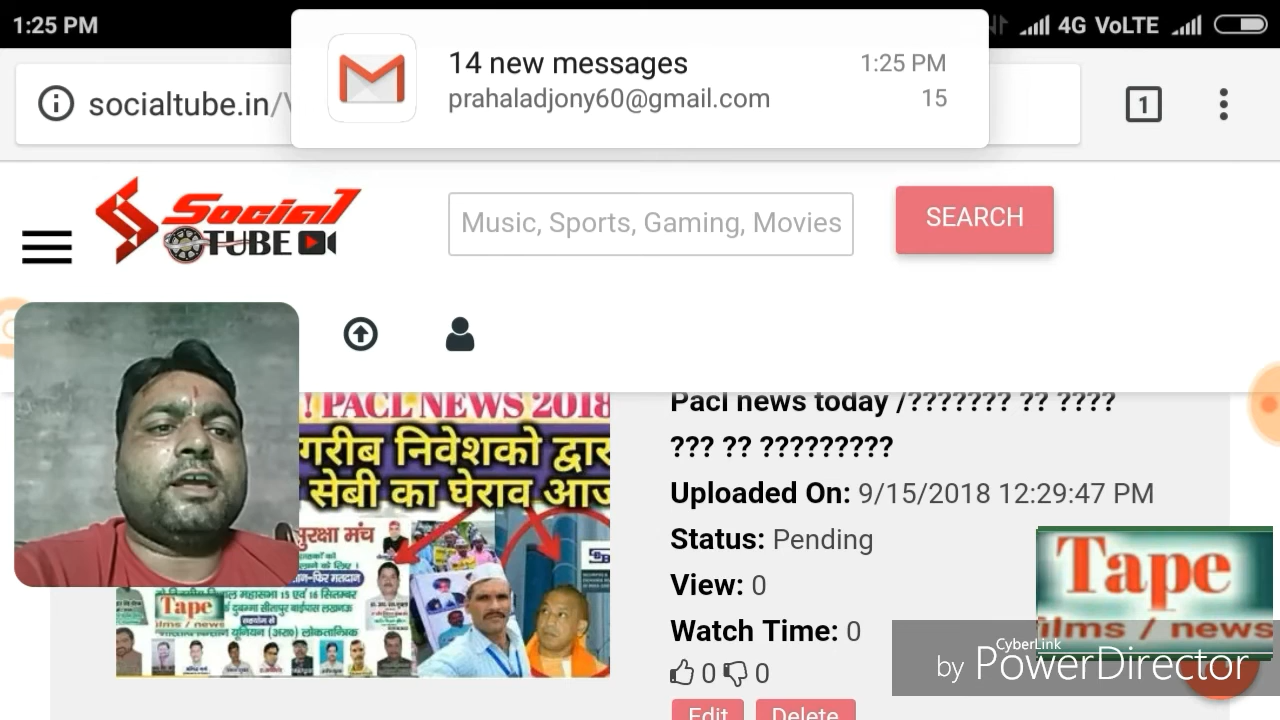 1:25 PM
4G VoLTE
14 new messages
1:25 PM
prahaladjony60@gmail.com
15
socialtube.in/
1
Social
TUBE
Music, Sports, Gaming, Movies
SEARCH
! PACL NEWS 2018
गरीब निवेशको द्वा
सेबी का घेराव आज
सुरक्षा मंच
Tape
ilms / news
Pacl news today /??????? ?? ????
??? ?? ?????????
Uploaded On: 9/15/2018 12:29:47 PM
Status: Pending
View: 0
Watch Time: 0
0 0
Edit Delete
Tape
ilms / news
CyberLink
by PowerDirector